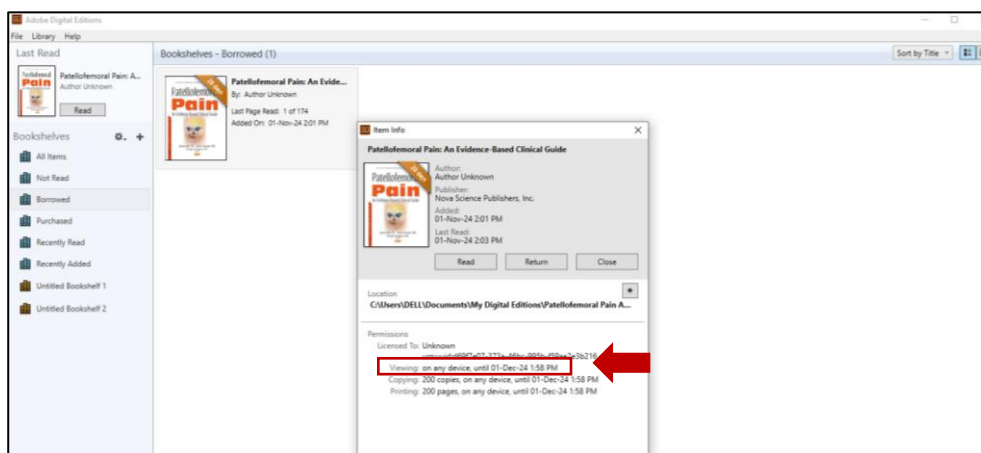 Adobe Digital Editions
File Library Help
Last Read
Patellofemoral
Pain
Patellofemoral Pain: A...
Author Unknown
Read
Bookshelves
All Items
Not Read
Borrowed
Purchased
Recently Read
Recently Added
Untitled Bookshelf 1
Untitled Bookshelf 2
Bookshelves - Borrowed (1)
Sort by Title
Pain
Patellofemoral Pain: An Evide...
By: Author Unknown
Last Page Read: 1 of 174
Added On: 01-Nov-24 2:01 PM
Item Info
Patellofemoral Pain: An Evidence-Based Clinical Guide
Pain
Author:
Author Unknown
Publisher:
Nova Science Publishers, Inc.
Added:
01-Nov-24 2:01 PM
Last Read:
01-Nov-24 2:03 PM
Read Return Close
Location
C:\Users\DELL\Documents\My Digital Editions\Patellofemoral Pain A...
Permissions
Licensed To: Unknown
Viewing: on any device, until 01-Dec-24 1:58 PM
Copying: 200 copies, on any device, until 01-Dec-24 1:58 PM
Printing: 200 pages, on any device, until 01-Dec-24 1:58 PM